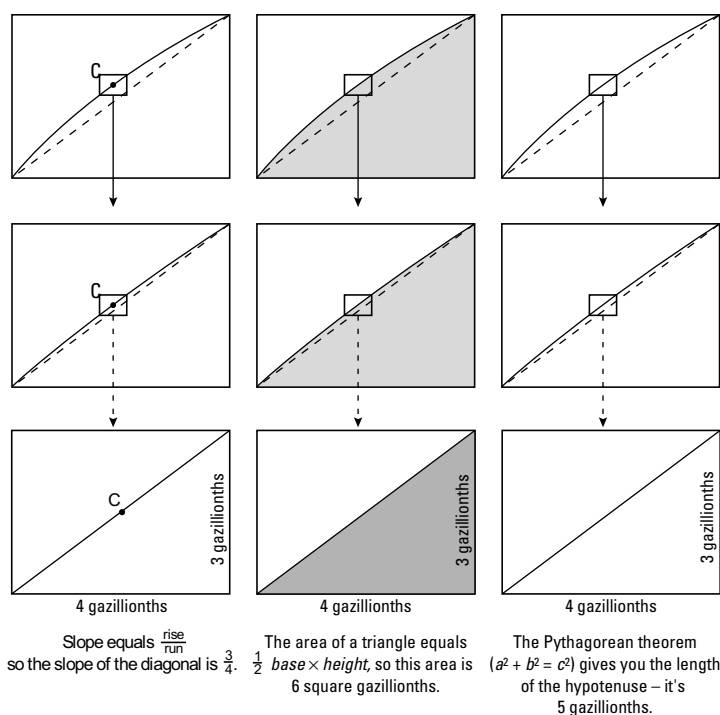 C
C
C
3 gazillionths
3 gazillionths
3 gazillionths
4 gazillionths
4 gazillionths
4 gazillionths
Slope equals rise/run
so the slope of the diagonal is 3/4.
The area of a triangle equals
1/2 base × height, so this area is
6 square gazillionths.
The Pythagorean theorem
(a² + b² = c²) gives you the length
of the hypotenuse – it's
5 gazillionths.